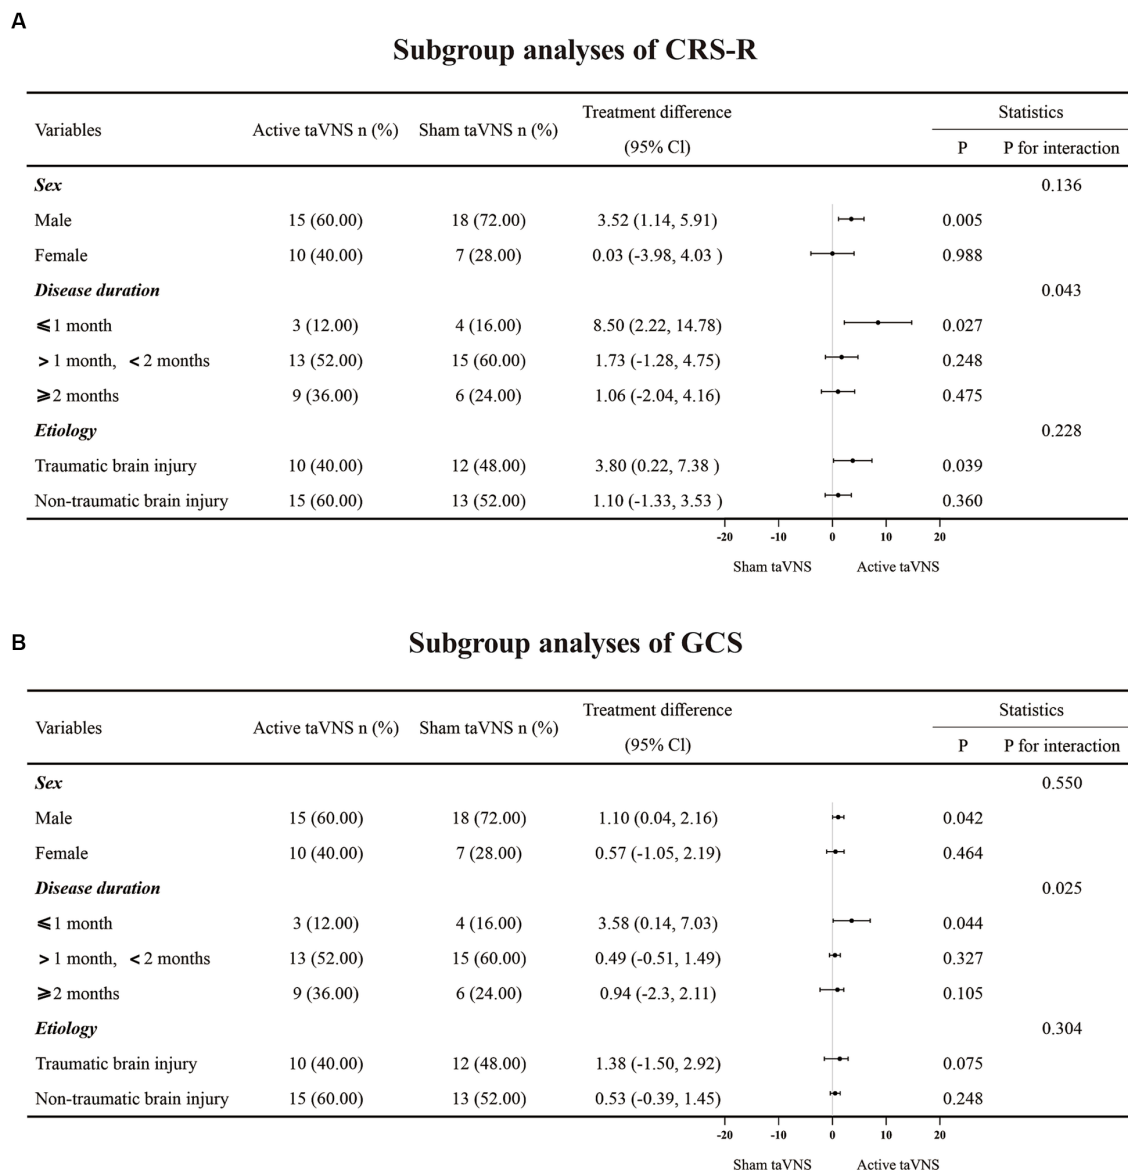 A
Subgroup analyses of CRS-R
Treatment difference Statistics
Variables Active taVNS n (%) Sham taVNS n (%)
(95% Cl) P P for interaction
Sex 0.136
Male 15 (60.00) 18 (72.00) 3.52 (1.14, 5.91) 0.005
Female 10 (40.00) 7 (28.00) 0.03 (-3.98, 4.03 ) 0.988
Disease duration 0.043
⩽1 month 3 (12.00) 4 (16.00) 8.50 (2.22, 14.78) 0.027
>1 month, <2 months 13 (52.00) 15 (60.00) 1.73 (-1.28, 4.75) 0.248
⩾2 months 9 (36.00) 6 (24.00) 1.06 (-2.04, 4.16) 0.475
Etiology 0.228
Traumatic brain injury 10 (40.00) 12 (48.00) 3.80 (0.22, 7.38 ) 0.039
Non-traumatic brain injury 15 (60.00) 13 (52.00) 1.10 (-1.33, 3.53 ) 0.360
-20 -10 0 10 20
Sham taVNS Active taVNS
B
Subgroup analyses of GCS
Treatment difference Statistics
Variables Active taVNS n (%) Sham taVNS n (%)
(95% Cl) P P for interaction
Sex 0.550
Male 15 (60.00) 18 (72.00) 1.10 (0.04, 2.16) 0.042
Female 10 (40.00) 7 (28.00) 0.57 (-1.05, 2.19) 0.464
Disease duration 0.025
⩽1 month 3 (12.00) 4 (16.00) 3.58 (0.14, 7.03) 0.044
>1 month, <2 months 13 (52.00) 15 (60.00) 0.49 (-0.51, 1.49) 0.327
⩾2 months 9 (36.00) 6 (24.00) 0.94 (-2.3, 2.11) 0.105
Etiology 0.304
Traumatic brain injury 10 (40.00) 12 (48.00) 1.38 (-1.50, 2.92) 0.075
Non-traumatic brain injury 15 (60.00) 13 (52.00) 0.53 (-0.39, 1.45) 0.248
-20 -10 0 10 20
Sham taVNS Active taVNS